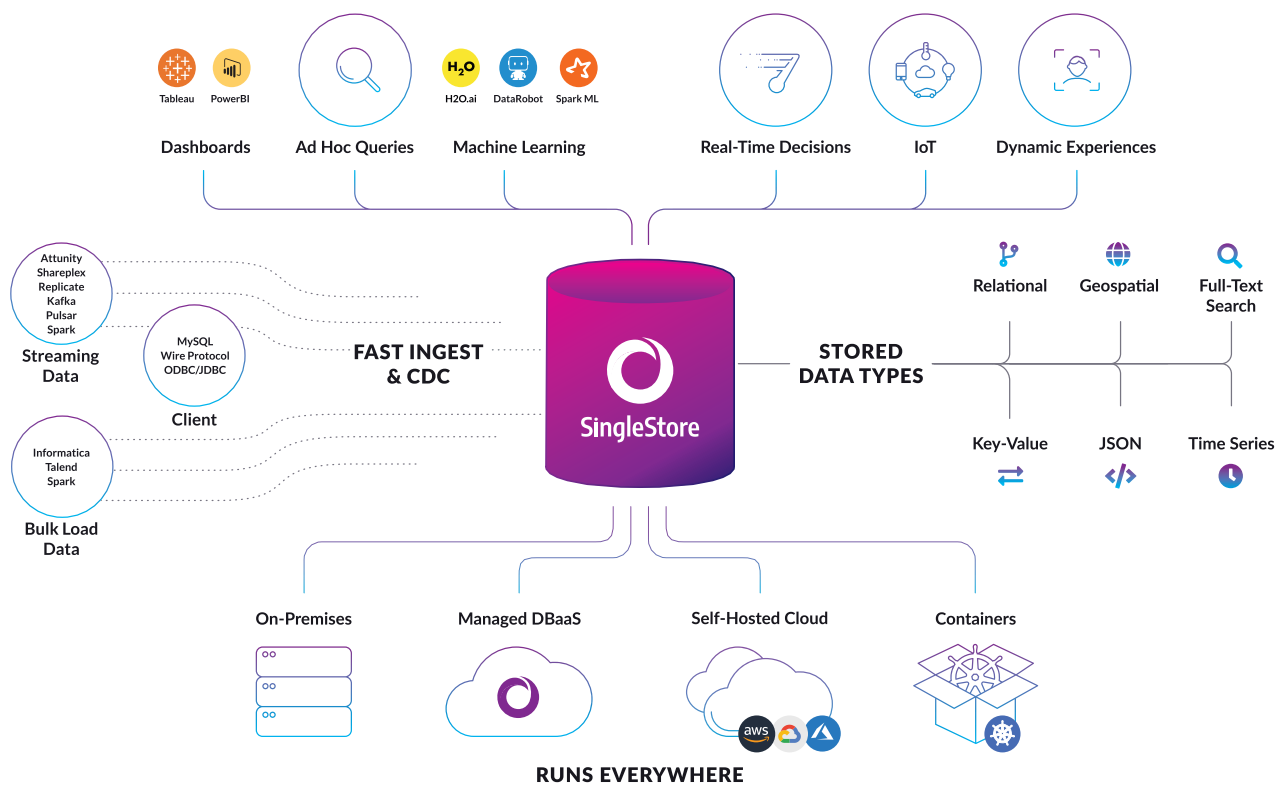 H₂O
Tableau
PowerBI
H2O.ai
DataRobot
Spark ML
Dashboards
Ad Hoc Queries
Machine Learning
Real-Time Decisions
IoT
Dynamic Experiences
Attunity
Shareplex
Replicate
Kafka
Pulsar
Spark
Streaming
Data
MySQL
Wire Protocol
ODBC/JDBC
Client
Informatica
Talend
Spark
Bulk Load
Data
FAST INGEST
& CDC
SingleStore
STORED
DATA TYPES
Relational
Geospatial
Full-Text
Search
Key-Value
JSON
Time Series
On-Premises
Managed DBaaS
Self-Hosted Cloud
Containers
aws
RUNS EVERYWHERE